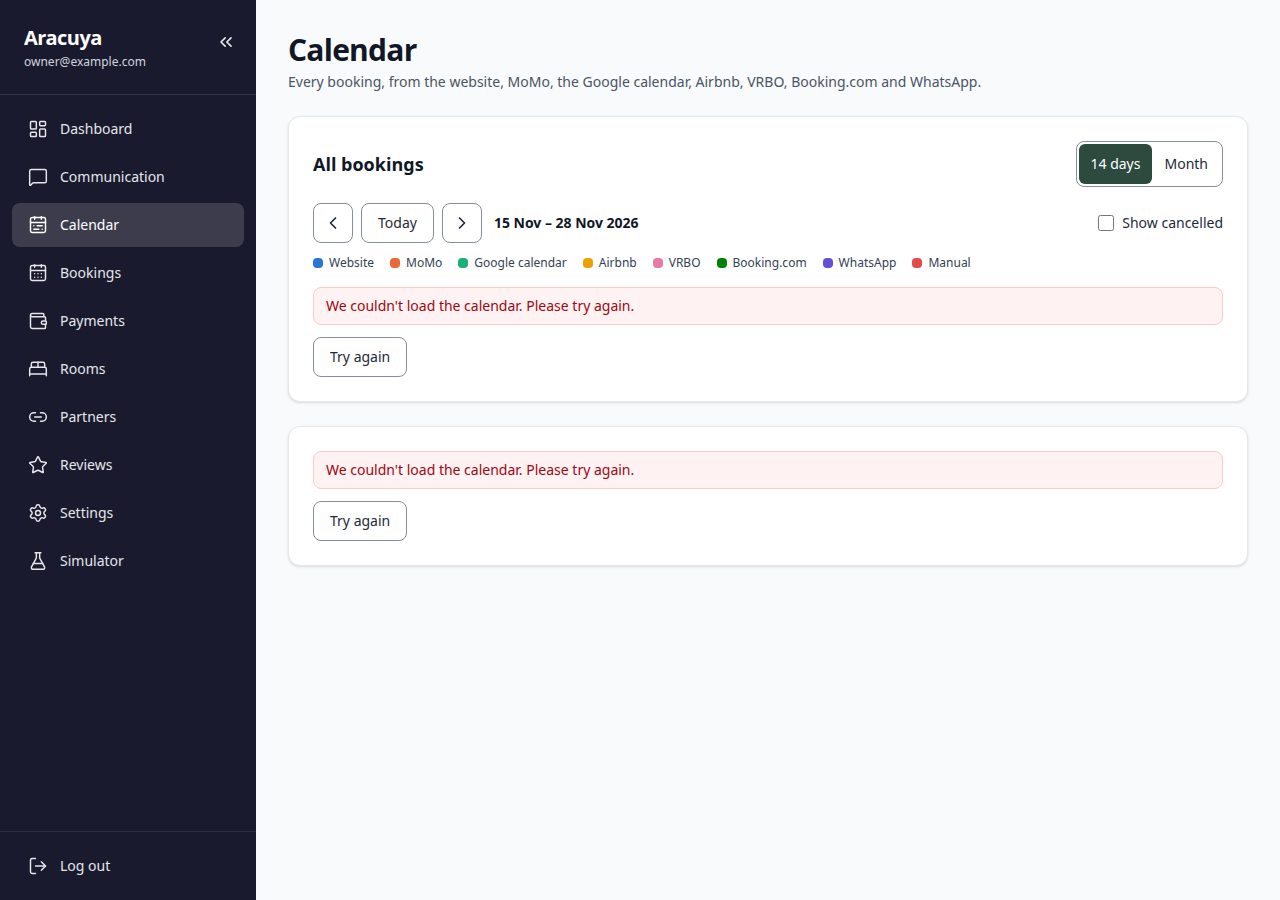 Aracuya
owner@example.com
Dashboard
Communication
Calendar
Bookings
Payments
Rooms
Partners
Reviews
Settings
Simulator
Log out
Calendar
Every booking, from the website, MoMo, the Google calendar, Airbnb, VRBO, Booking.com and WhatsApp.
All bookings
14 days Month
Today 15 Nov – 28 Nov 2026 Show cancelled
Website MoMo Google calendar Airbnb VRBO Booking.com WhatsApp Manual
We couldn't load the calendar. Please try again.
Try again
We couldn't load the calendar. Please try again.
Try again